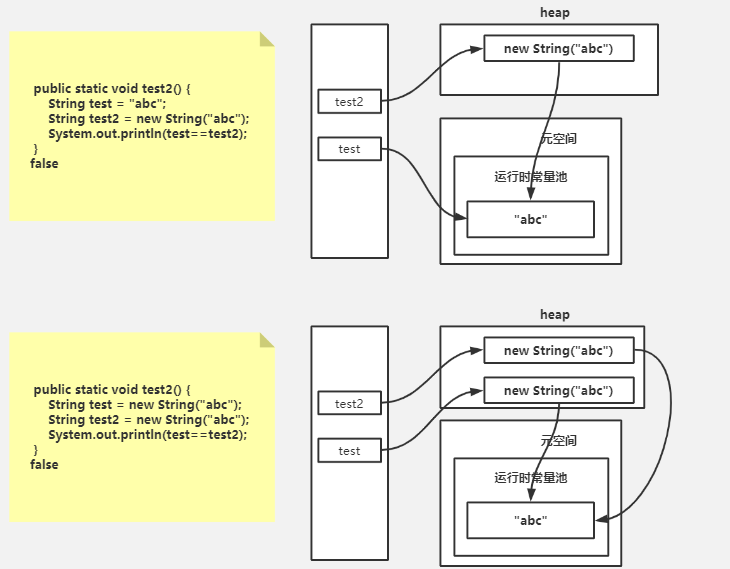 public static void test2() {
String test = "abc";
String test2 = new String("abc");
System.out.println(test==test2);
}
false
heap
new String("abc")
test2
test
元空间
运行时常量池
"abc"
public static void test2() {
String test = new String("abc");
String test2 = new String("abc");
System.out.println(test==test2);
}
false
heap
new String("abc")
new String("abc")
test2
test
元空间
运行时常量池
"abc"